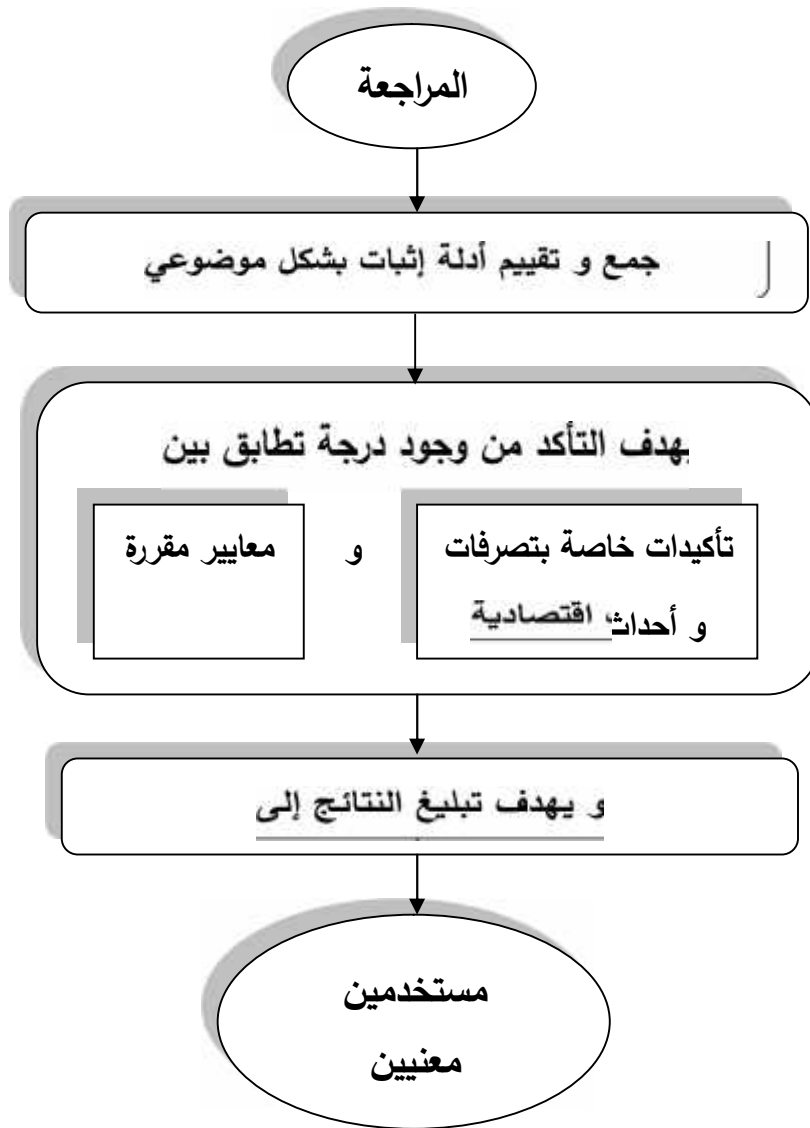 المراجعة
جمع و تقييم أدلة إثبات بشكل موضوعي
بهدف التأكد من وجود درجة تطابق بين
تأكيدات خاصة بتصرفات
و أحداث اقتصادية
و
معايير مقررة
و يهدف تبليغ النتائج إلى
مستخدمين
معنيين